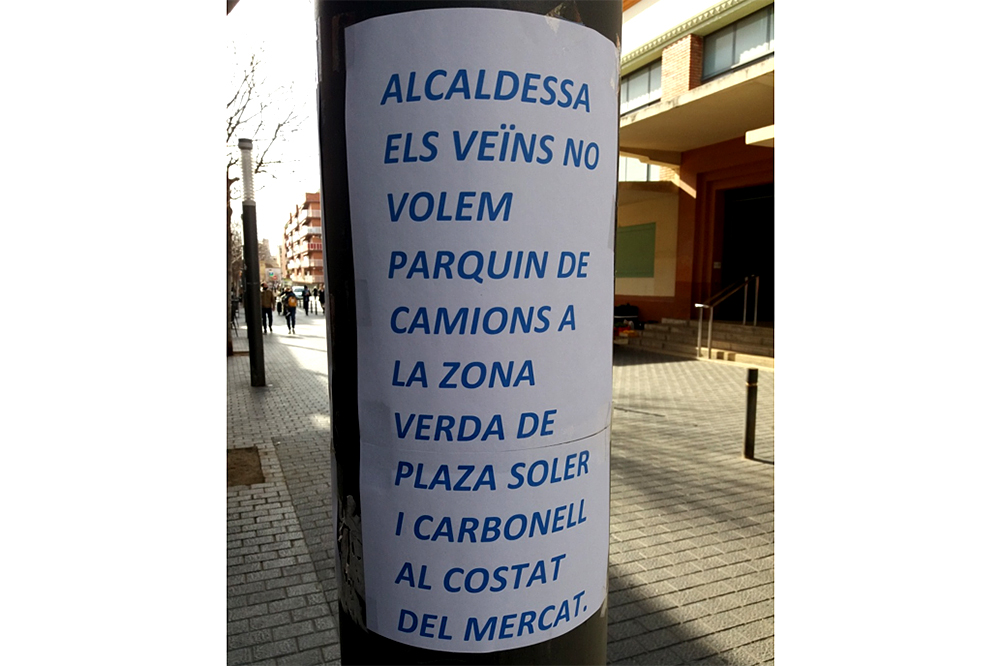 ALCALDESSA
ELS VEÏNS NO
VOLEM
PARQUIN DE
CAMIONS A
LA ZONA
VERDA DE
PLAZA SOLER
I CARBONELL
AL COSTAT
DEL MERCAT.